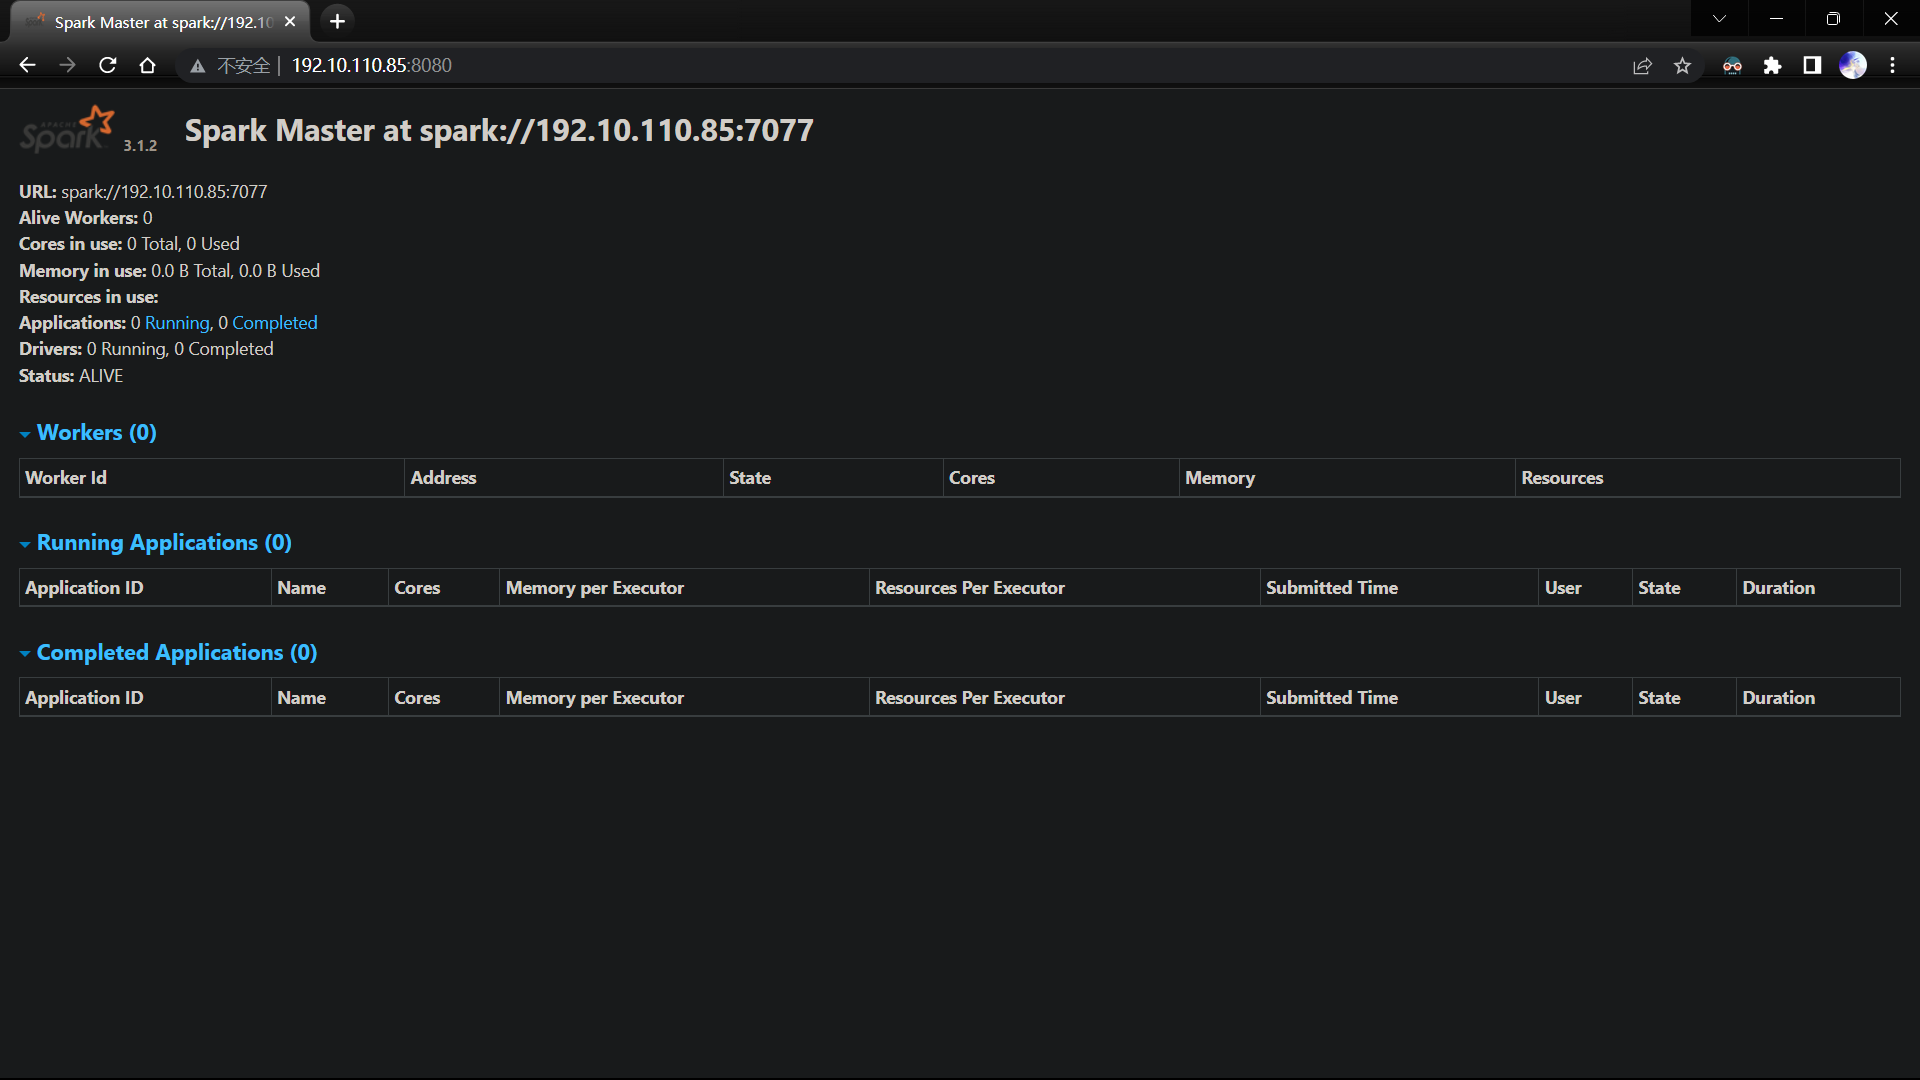 Spark Master at spark://192.10
不安全 192.10.110.85:8080
APACHE
Spark 3.1.2 Spark Master at spark://192.10.110.85:7077
URL: spark://192.10.110.85:7077
Alive Workers: 0
Cores in use: 0 Total, 0 Used
Memory in use: 0.0 B Total, 0.0 B Used
Resources in use:
Applications: 0 Running, 0 Completed
Drivers: 0 Running, 0 Completed
Status: ALIVE
Workers (0)
Worker Id Address State Cores Memory Resources
Running Applications (0)
Application ID Name Cores Memory per Executor Resources Per Executor Submitted Time User State Duration
Completed Applications (0)
Application ID Name Cores Memory per Executor Resources Per Executor Submitted Time User State Duration